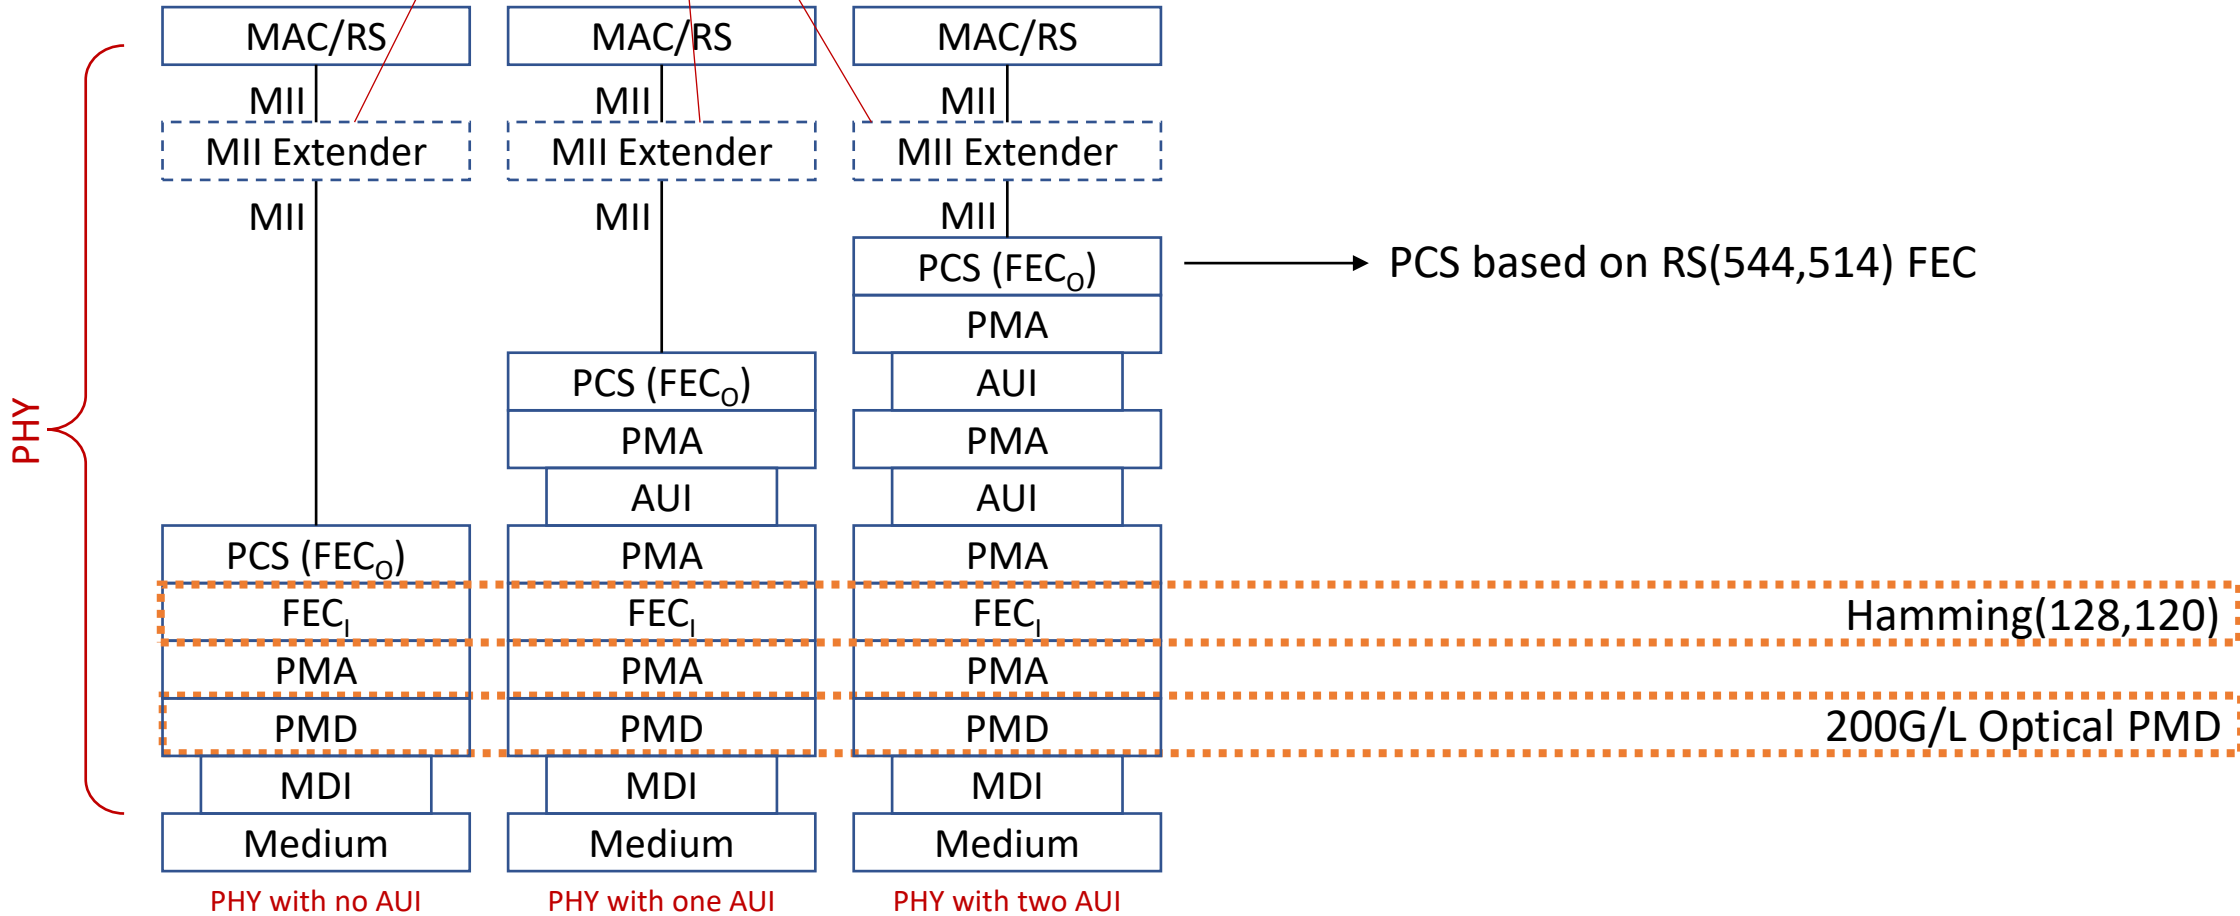 MAC/RS MAC/RS MAC/RS
MII MII MII
MII Extender MII Extender MII Extender
MII MII MII
PCS (FECO) PCS based on RS(544,514) FEC
PMA
PCS (FECO) AUI
PHY
PMA PMA
AUI AUI
PCS (FECO) PMA PMA
FECI FECI FECI Hamming(128,120)
PMA PMA PMA
PMD PMD PMD 200G/L Optical PMD
MDI MDI MDI
Medium Medium Medium
PHY with no AUI PHY with one AUI PHY with two AUI